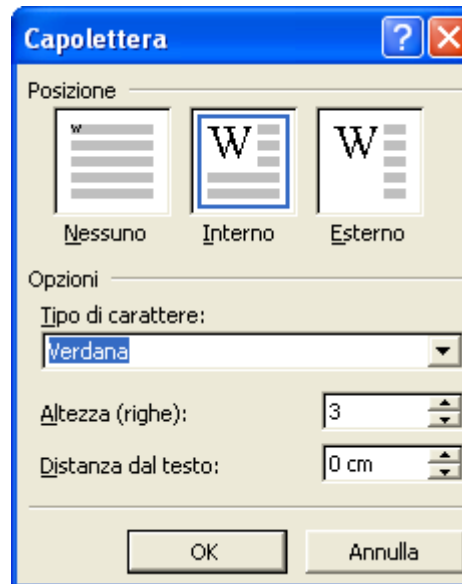 Capolettera
Posizione
W W W
Nessuno Interno Esterno
Opzioni
Tipo di carattere:
Verdana
Altezza (righe): 3
Distanza dal testo: 0 cm
OK Annulla